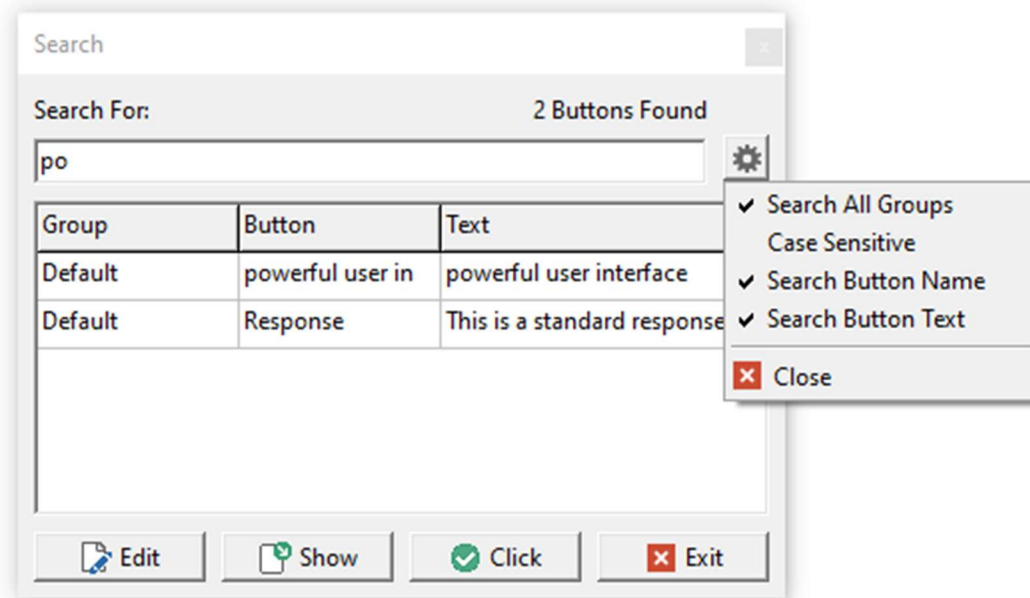 Search
Search For: 2 Buttons Found
po
Group Button Text
Default powerful user in powerful user interface
Default Response This is a standard response
Search All Groups
Case Sensitive
Search Button Name
Search Button Text
Close
Edit Show Click Exit